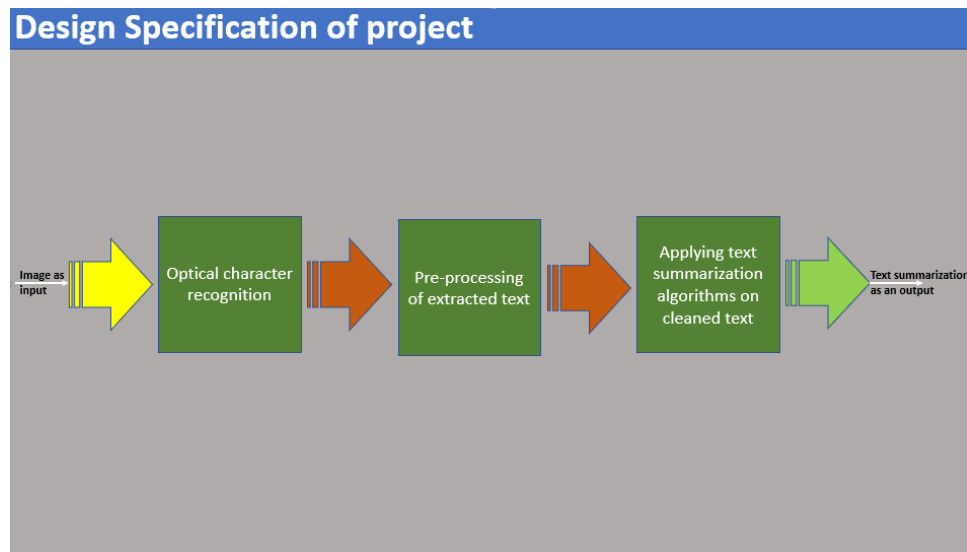 Design Specification of project
Image as
input
Optical character
recognition
Pre-processing
of extracted text
Applying text
summarization
algorithms on
cleaned text
Text summarization
as an output